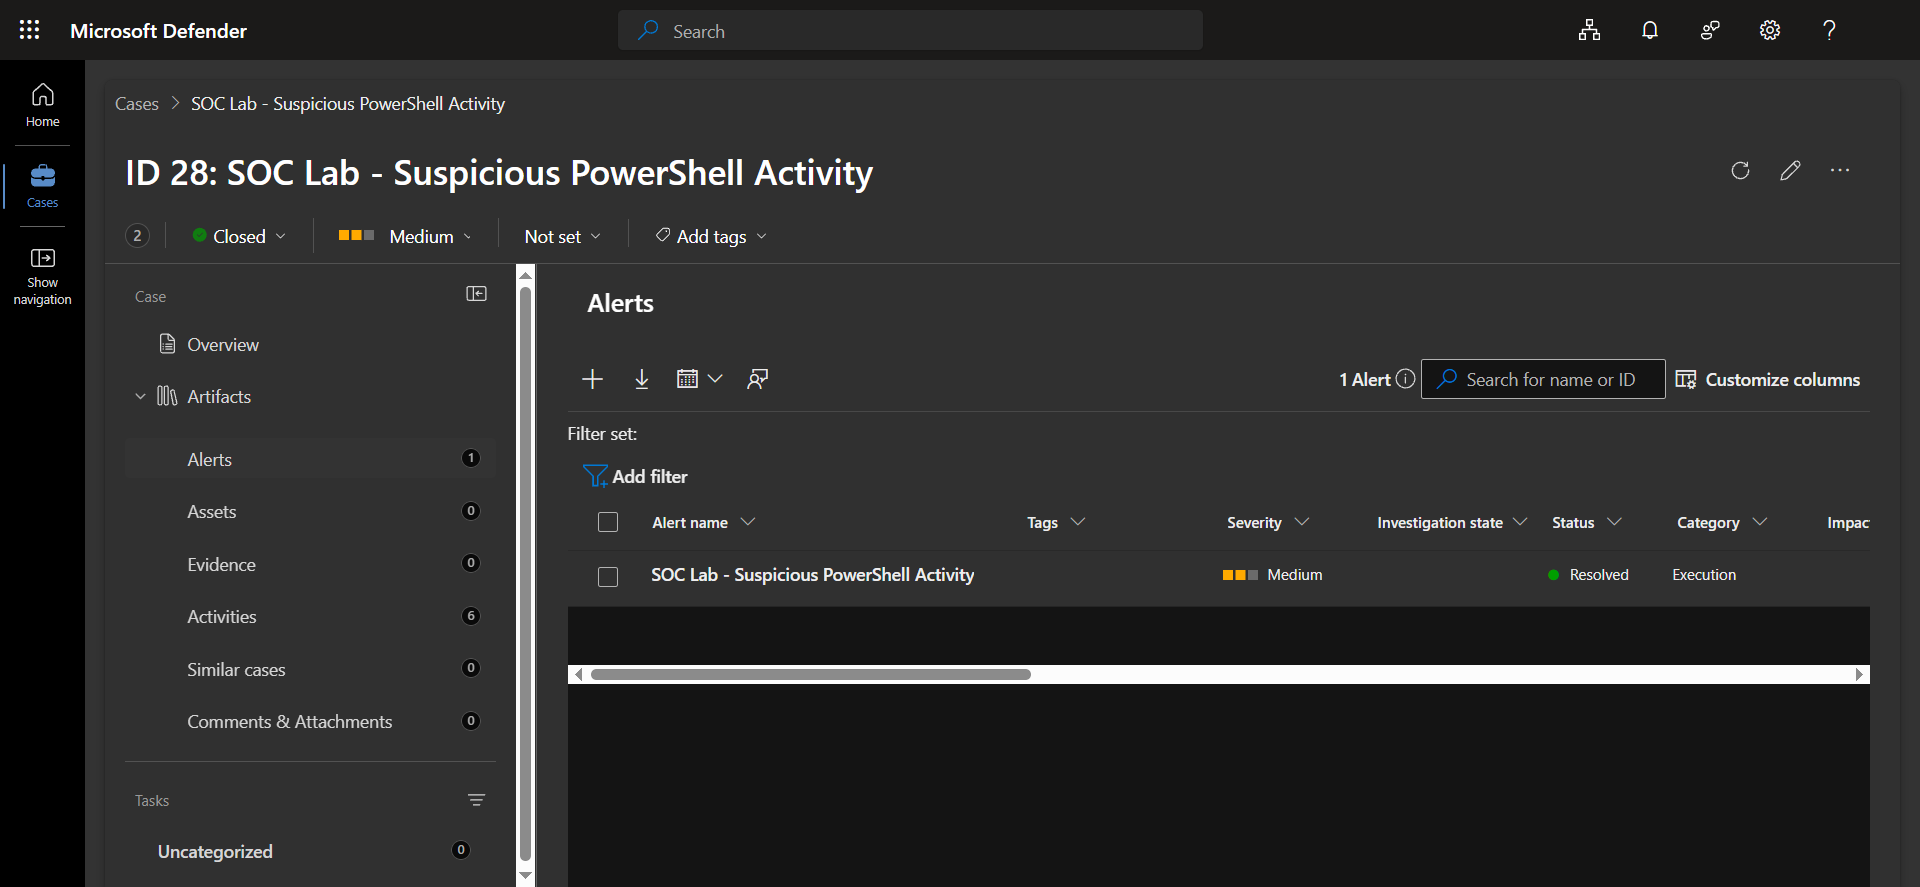 Microsoft Defender
Search
Home
Cases
Show
navigation
Cases
SOC Lab - Suspicious PowerShell Activity
ID 28: SOC Lab - Suspicious PowerShell Activity
2
Closed
Medium
Not set
Add tags
Case
Overview
Artifacts
Alerts 1
Assets 0
Evidence 0
Activities 6
Similar cases 0
Comments & Attachments 0
Tasks
Uncategorized 0
Alerts
1 Alert
Search for name or ID
Customize columns
Filter set:
Add filter
Alert name Tags Severity Investigation state Status Category Impac
SOC Lab - Suspicious PowerShell Activity Medium Resolved Execution